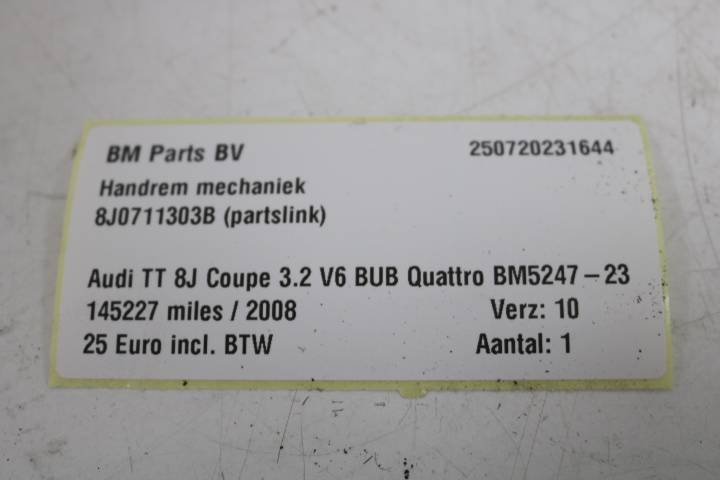 BM Parts BV 250720231644
Handrem mechaniek
8J0711303B (partslink)
Audi TT 8J Coupe 3.2 V6 BUB Quattro BM5247-23
145227 miles / 2008 Verz: 10
25 Euro incl. BTW Aantal: 1